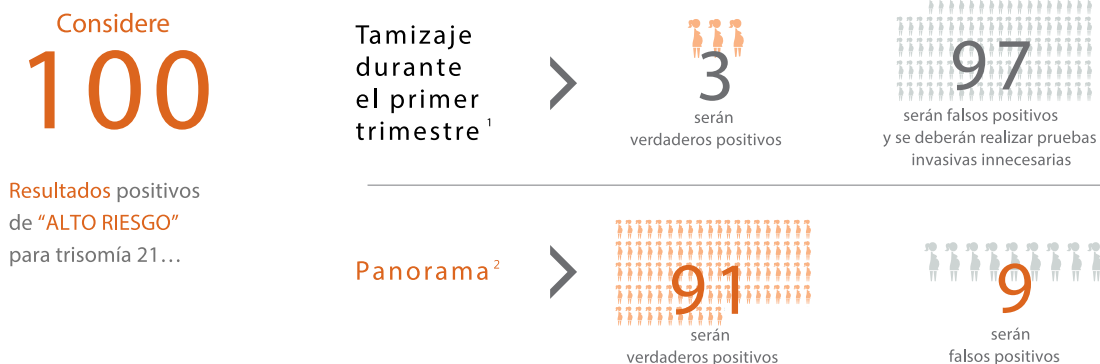 Considere
100
Resultados positivos
de “ALTO RIESGO”
para trisomía 21…
Tamizaje
durante
el primer
trimestre ¹
3
serán
verdaderos positivos
97
serán falsos positivos
y se deberán realizar pruebas
invasivas innecesarias
Panorama ²
91
serán
verdaderos positivos
9
serán
falsos positivos